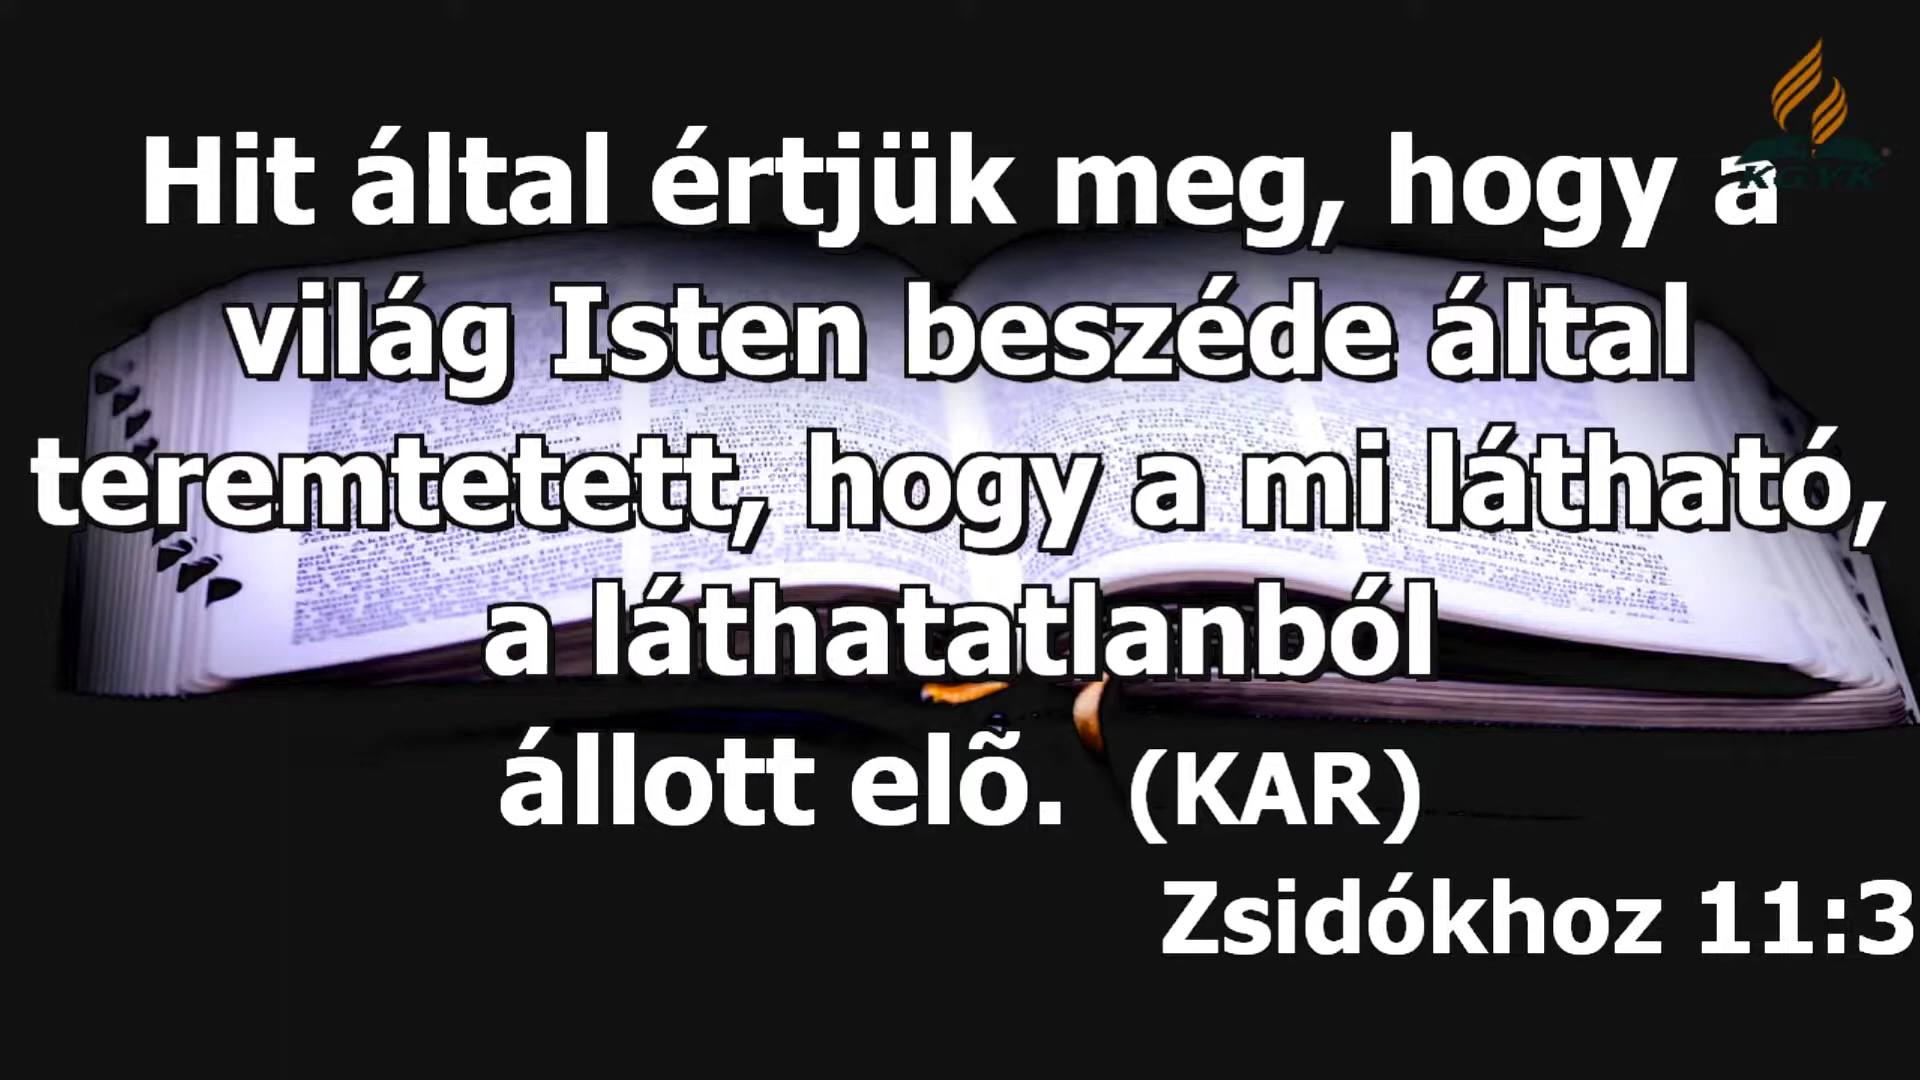 Hit által értjük meg, hogy a
világ Isten beszéde által
teremtetett, hogy a mi látható,
a láthatatlanból
állott elõ. (KAR)
Zsidókhoz 11:3
KGYK